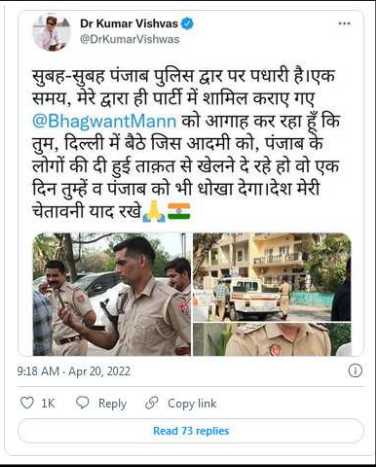 Dr Kumar Vishvas
@DrKumarVishwas
सुबह-सुबह पंजाब पुलिस द्वार पर पधारी है।एक
समय, मेरे द्वारा ही पार्टी में शामिल कराए गए
@BhagwantMann को आगाह कर रहा हूँ कि
तुम, दिल्ली में बैठे जिस आदमी को, पंजाब के
लोगों की दी हुई ताक़त से खेलने दे रहे हो वो एक
दिन तुम्हें व पंजाब को भी धोखा देगा।देश मेरी
चेतावनी याद रखे🙏🇮🇳
9:18 AM · Apr 20, 2022
1K Reply Copy link
Read 73 replies